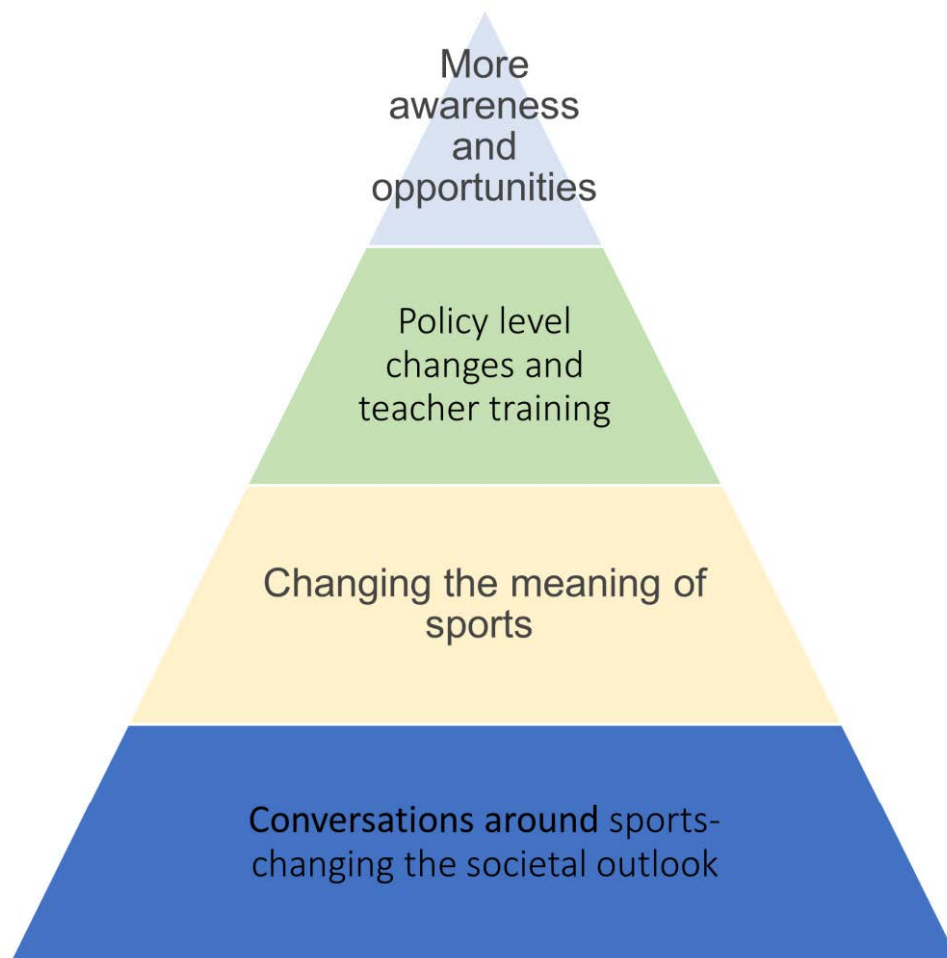 More
awareness
and
opportunities
Policy level
changes and
teacher training
Changing the meaning of
sports
Conversations around sports-
changing the societal outlook